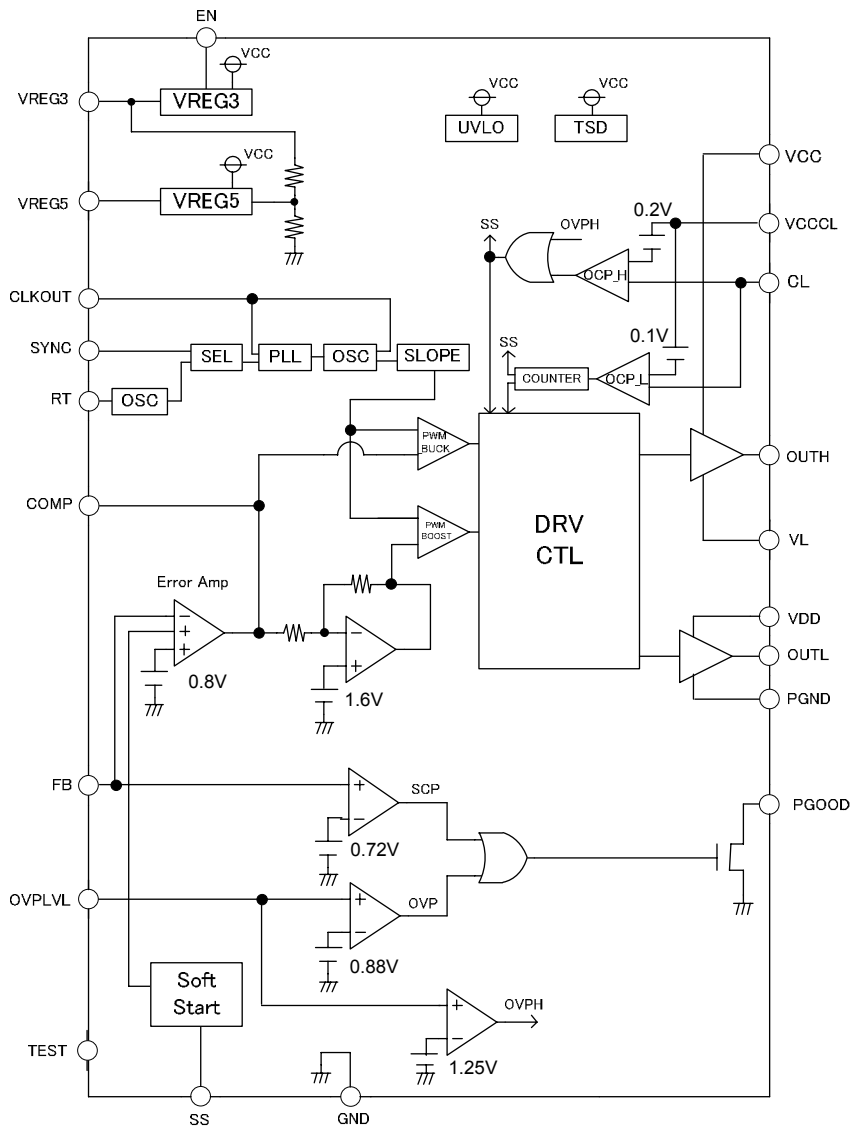 EN
VCC
VREG3
VREG3
VCC
UVLO
VCC
TSD
VCC
VCC
VREG5
VREG5
0.2V
VCCCL
SS
OVPH
OCP_H
CL
CLKOUT
SYNC
SEL
PLL
OSC
SLOPE
0.1V
SS
COUNTER
OCP_L
RT
OSC
PWM
BUCK
OUTH
COMP
PWM
BOOST
DRV
CTL
VL
Error Amp
−
+
+
0.8V
−
+
1.6V
VDD
OUTL
PGND
FB
+
−
SCP
0.72V
PGOOD
OVPLVL
+
−
OVP
0.88V
Soft
Start
+
−
OVPH
1.25V
TEST
SS
GND